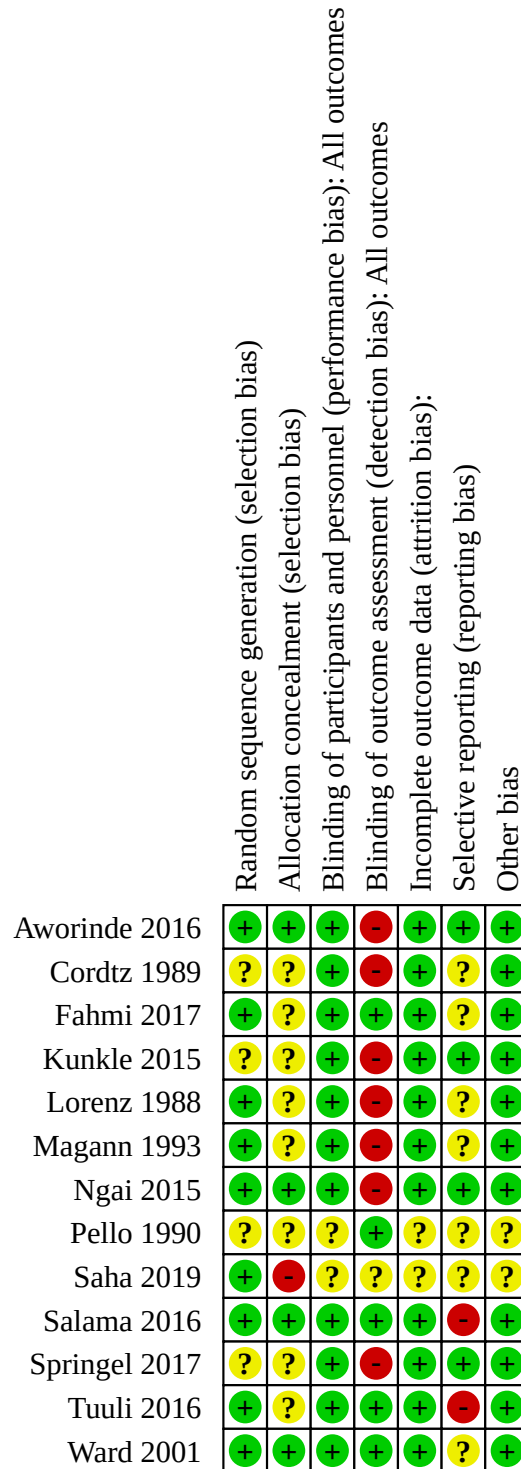 Random sequence generation (selection bias)
Allocation concealment (selection bias)
Blinding of participants and personnel (performance bias): All outcomes
Blinding of outcome assessment (detection bias): All outcomes
Incomplete outcome data (attrition bias):
Selective reporting (reporting bias)
Other bias
Aworinde 2016 + + + - + + +
Cordtz 1989 ? ? + - + ? +
Fahmi 2017 + ? + + + ? +
Kunkle 2015 ? ? + - + + +
Lorenz 1988 + ? + - + ? +
Magann 1993 + ? + - + ? +
Ngai 2015 + + + - + + +
Pello 1990 ? ? ? + ? ? ?
Saha 2019 + - ? ? ? ? ?
Salama 2016 + + + + + - +
Springel 2017 ? ? + - + + +
Tuuli 2016 + ? + + + - +
Ward 2001 + + + + + ? +